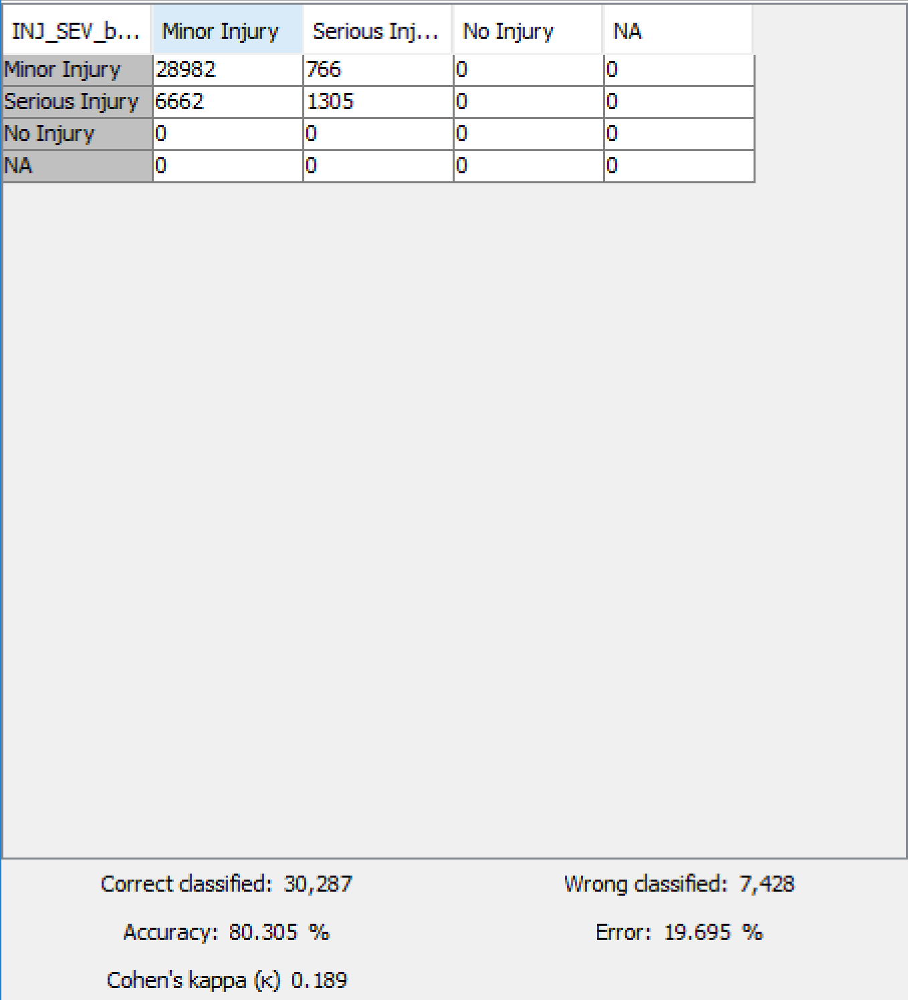 INJ_SEV_b... Minor Injury Serious Inj... No Injury NA
Minor Injury 28982 766 0 0
Serious Injury 6662 1305 0 0
No Injury 0 0 0 0
NA 0 0 0 0
Correct classified: 30,287 Wrong classified: 7,428
Accuracy: 80.305 % Error: 19.695 %
Cohen's kappa (κ) 0.189